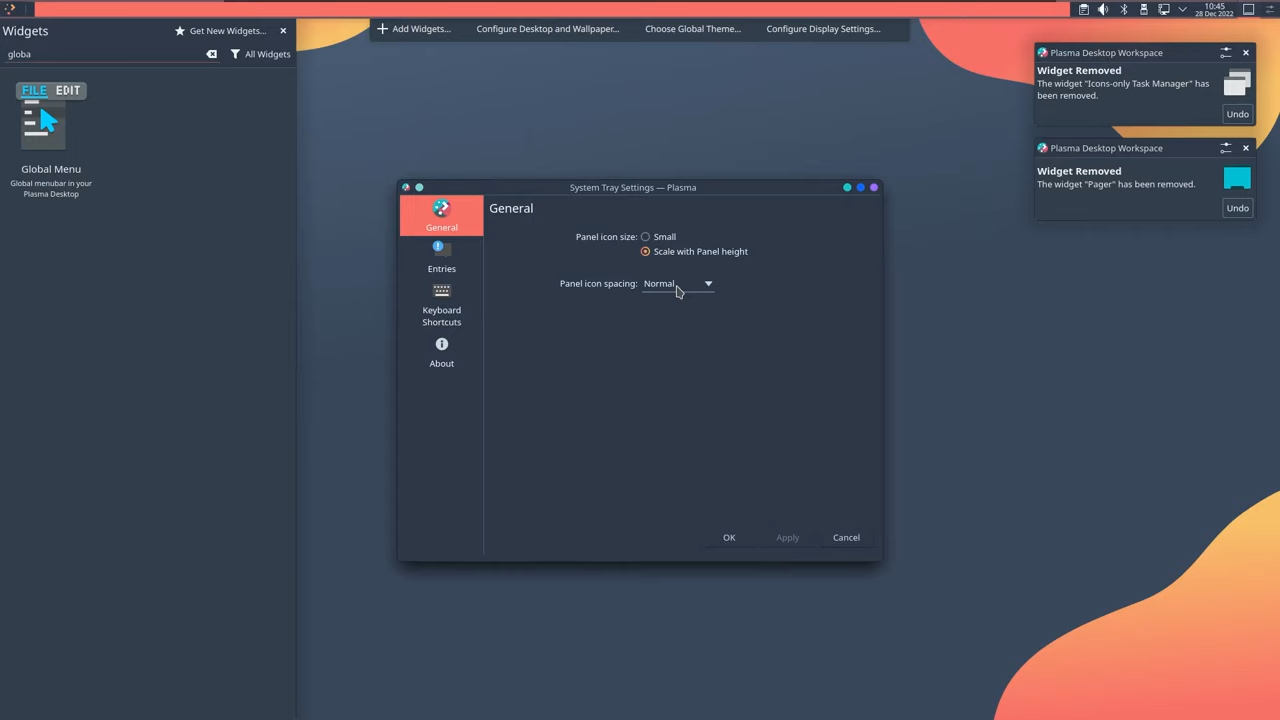 10:45
28 Dec 2022
Widgets
Get New Widgets...
globa
All Widgets
FILE EDIT
Global Menu
Global menubar in your
Plasma Desktop
Add Widgets...
Configure Desktop and Wallpaper...
Choose Global Theme...
Configure Display Settings...
Plasma Desktop Workspace
Widget Removed
The widget "Icons-only Task Manager" has
been removed.
Undo
Plasma Desktop Workspace
Widget Removed
The widget "Pager" has been removed.
Undo
System Tray Settings — Plasma
General
Entries
Keyboard
Shortcuts
About
General
Panel icon size: Small
Scale with Panel height
Panel icon spacing: Normal
OK
Apply
Cancel